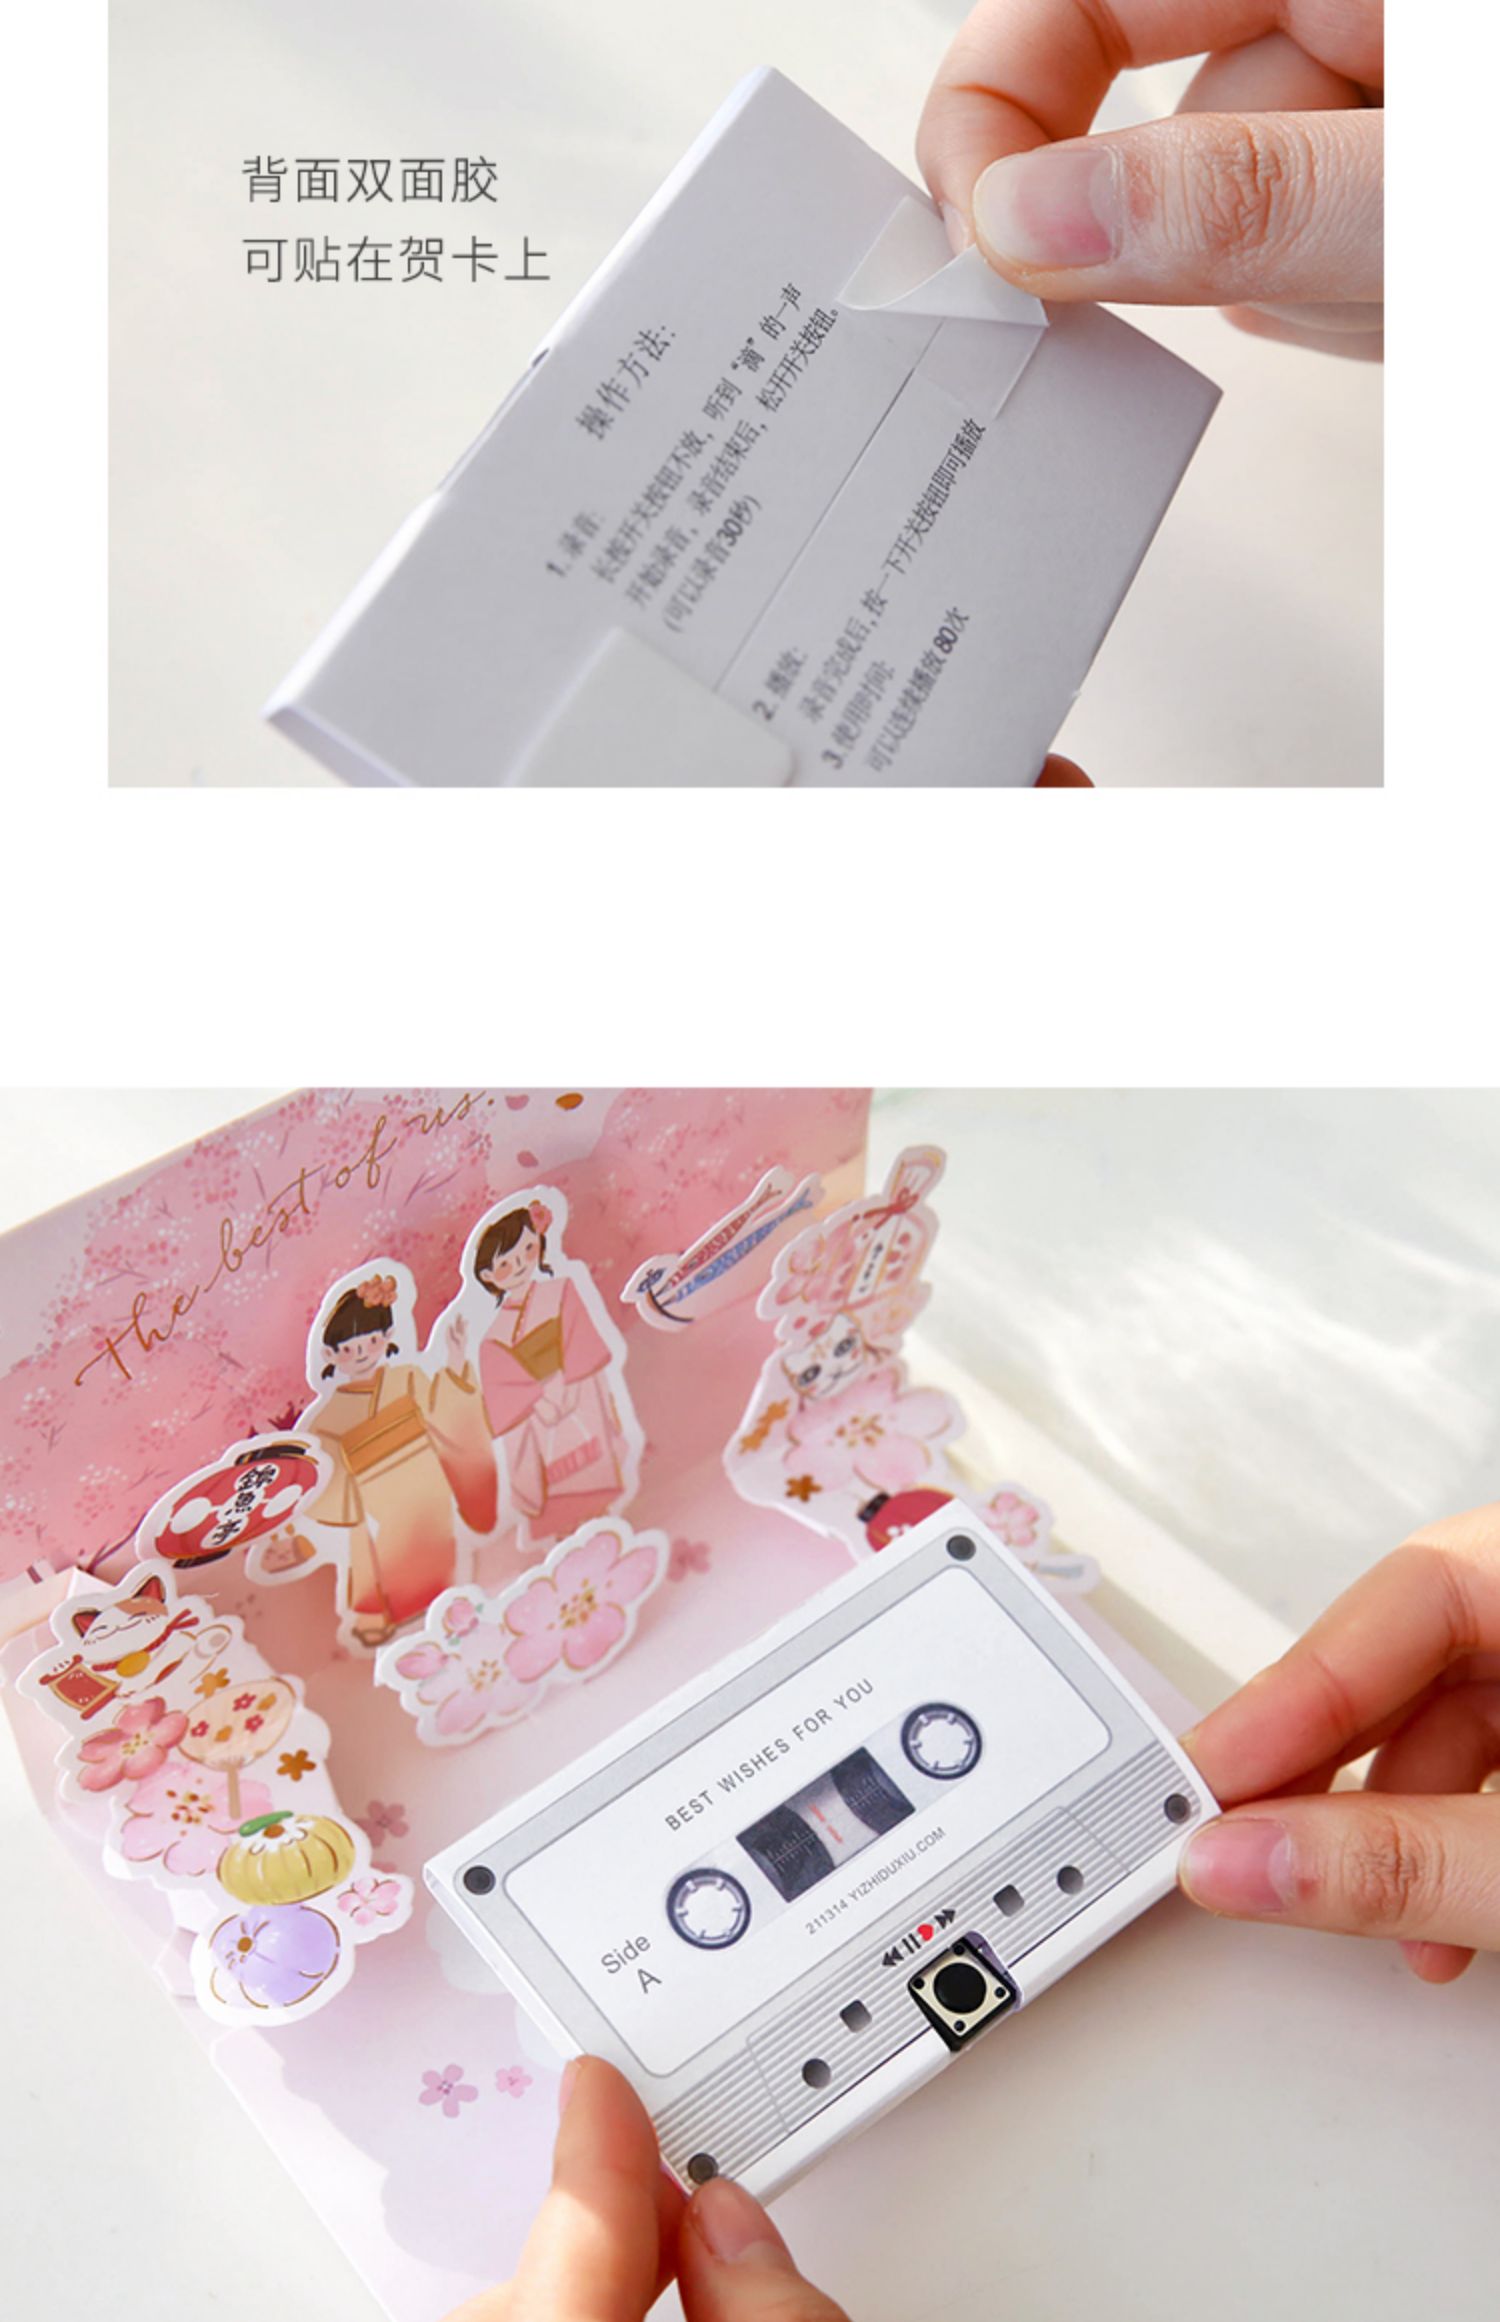 背面双面胶
可贴在贺卡上
操作方法:
1. 录音:
长按开关按钮不放，听到“滴”的一声
开始录音，录音结束后，松开开关按钮。
(可以录音30秒)
2. 播放:
录音完成后,按一下开关按钮即可播放
3.使用时间:
可以连续播放80次
The best of us.
錦魚亭
BEST WISHES FOR YOU
211314 YIZHIDUXIU.COM
Side
A